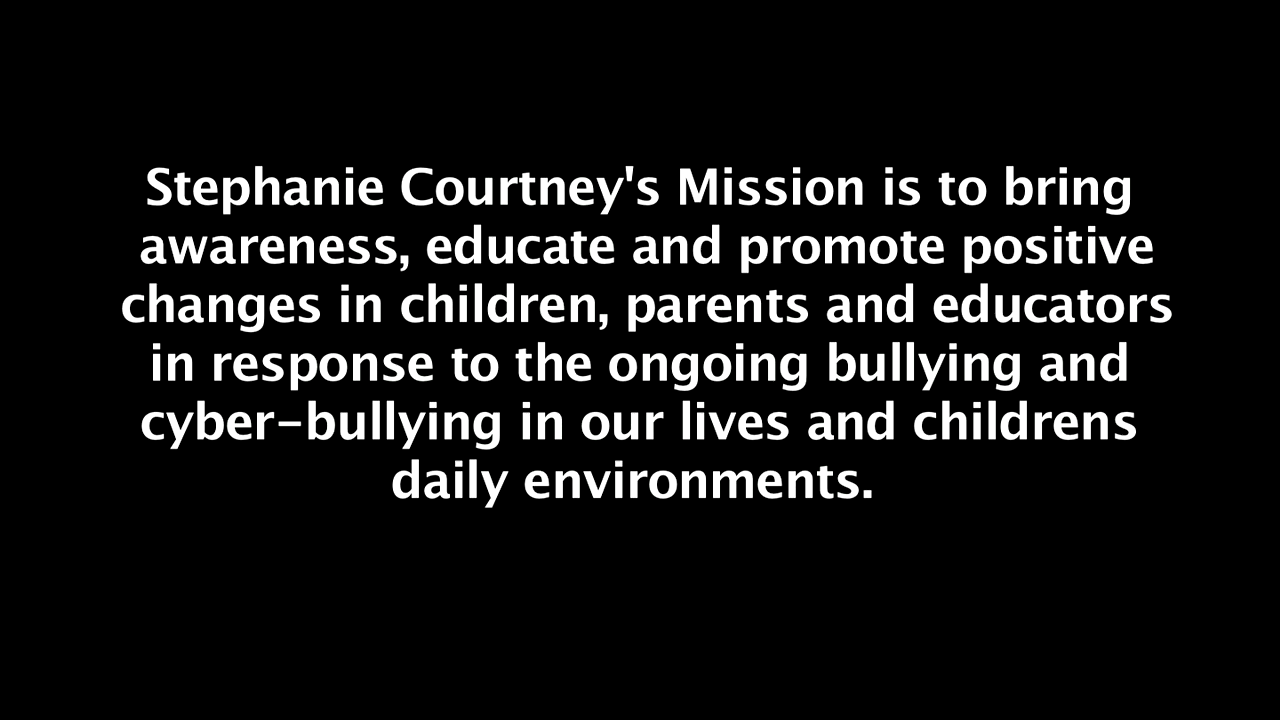 Stephanie Courtney's Mission is to bring
awareness, educate and promote positive
changes in children, parents and educators
in response to the ongoing bullying and
cyber-bullying in our lives and childrens
daily environments.